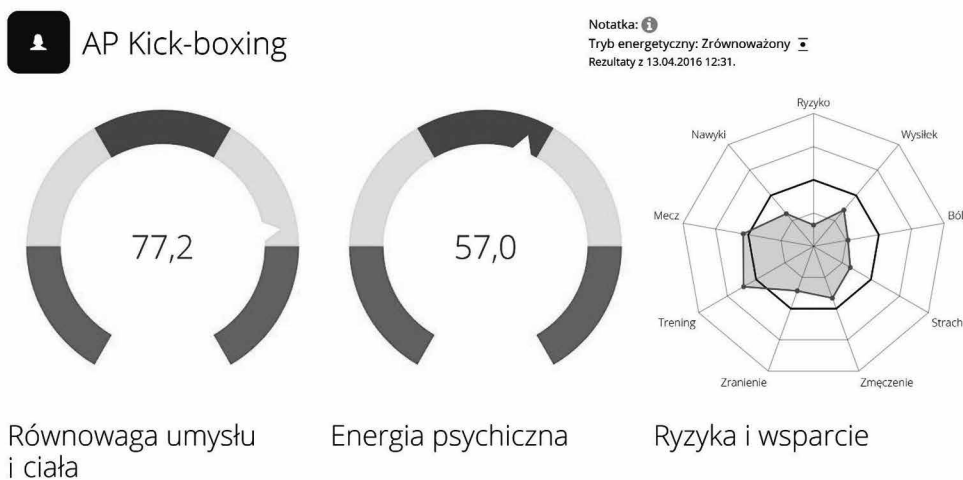 AP Kick-boxing
Notatka:
Tryb energetyczny: Zrównoważony
Rezultaty z 13.04.2016 12:31.
77,2
Równowaga umysłu
i ciała
57,0
Energia psychiczna
Ryzyko
Wysiłek
Ból
Strach
Zmęczenie
Zranienie
Trening
Mecz
Nawyki
Ryzyka i wsparcie